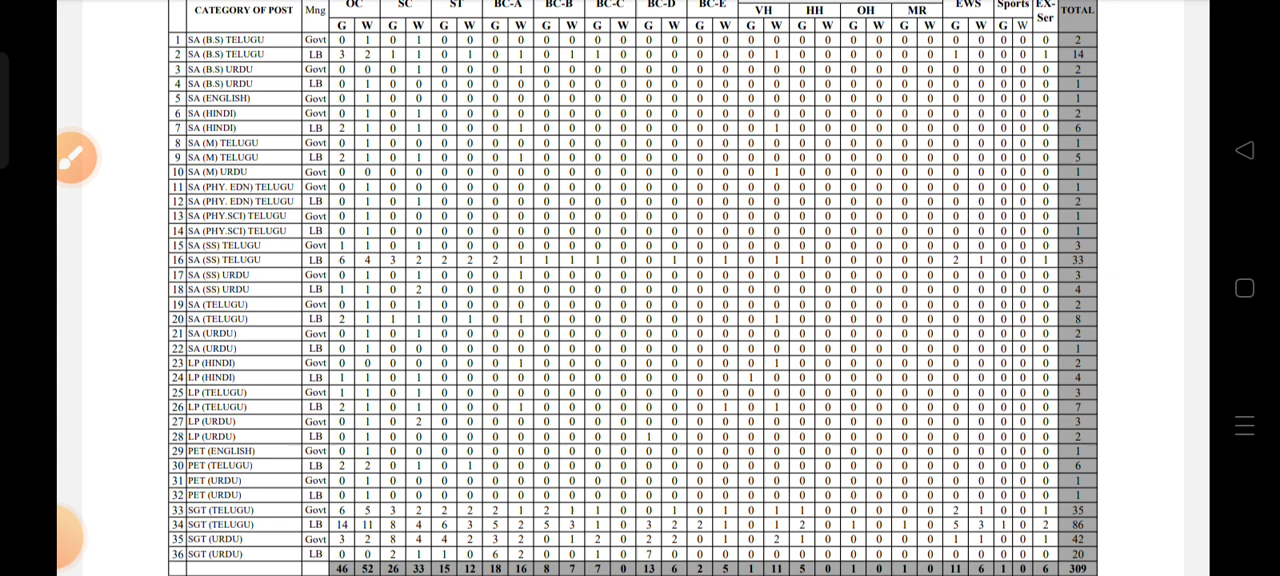 OC SC ST BC-A BC-B BC-C BC-D BC-E EWS Sports EX-
CATEGORY OF POST Mng VH HH OH MR TOTAL
G W G W G W G W G W G W G W G W G W G W G W G W G W G W Ser
1 SA (B.S) TELUGU Govt 0 1 0 1 0 0 0 0 0 0 0 0 0 0 0 0 0 0 0 0 0 0 0 0 0 0 0 0 0 2
2 SA (B.S) TELUGU LB 3 2 1 1 0 1 0 1 0 1 1 0 0 0 0 0 0 1 0 0 0 0 0 0 1 0 0 0 1 14
3 SA (B.S) URDU Govt 0 0 0 1 0 0 0 1 0 0 0 0 0 0 0 0 0 0 0 0 0 0 0 0 0 0 0 0 0 2
4 SA (B.S) URDU LB 0 1 0 0 0 0 0 0 0 0 0 0 0 0 0 0 0 0 0 0 0 0 0 0 0 0 0 0 0 1
5 SA (ENGLISH) Govt 0 1 0 0 0 0 0 0 0 0 0 0 0 0 0 0 0 0 0 0 0 0 0 0 0 0 0 0 0 1
6 SA (HINDI) Govt 0 1 0 1 0 0 0 0 0 0 0 0 0 0 0 0 0 0 0 0 0 0 0 0 0 0 0 0 0 2
7 SA (HINDI) LB 2 1 0 1 0 0 0 1 0 0 0 0 0 0 0 0 0 1 0 0 0 0 0 0 0 0 0 0 0 6
8 SA (M) TELUGU Govt 0 1 0 0 0 0 0 0 0 0 0 0 0 0 0 0 0 0 0 0 0 0 0 0 0 0 0 0 0 1
9 SA (M) TELUGU LB 2 1 0 1 0 0 0 1 0 0 0 0 0 0 0 0 0 0 0 0 0 0 0 0 0 0 0 0 0 5
10 SA (M) URDU Govt 0 0 0 0 0 0 0 0 0 0 0 0 0 0 0 0 0 1 0 0 0 0 0 0 0 0 0 0 0 1
11 SA (PHY. EDN) TELUGU Govt 0 1 0 0 0 0 0 0 0 0 0 0 0 0 0 0 0 0 0 0 0 0 0 0 0 0 0 0 0 1
12 SA (PHY. EDN) TELUGU LB 0 1 0 1 0 0 0 0 0 0 0 0 0 0 0 0 0 0 0 0 0 0 0 0 0 0 0 0 0 2
13 SA (PHY.SCI) TELUGU Govt 0 1 0 0 0 0 0 0 0 0 0 0 0 0 0 0 0 0 0 0 0 0 0 0 0 0 0 0 0 1
14 SA (PHY.SCI) TELUGU LB 0 1 0 0 0 0 0 0 0 0 0 0 0 0 0 0 0 0 0 0 0 0 0 0 0 0 0 0 0 1
15 SA (SS) TELUGU Govt 1 1 0 1 0 0 0 0 0 0 0 0 0 0 0 0 0 0 0 0 0 0 0 0 0 0 0 0 0 3
16 SA (SS) TELUGU LB 6 4 3 2 2 2 2 1 1 1 1 0 0 1 0 1 0 1 1 0 0 0 0 0 2 1 0 0 1 33
17 SA (SS) URDU Govt 0 1 0 1 0 0 0 1 0 0 0 0 0 0 0 0 0 0 0 0 0 0 0 0 0 0 0 0 0 3
18 SA (SS) URDU LB 1 1 0 2 0 0 0 0 0 0 0 0 0 0 0 0 0 0 0 0 0 0 0 0 0 0 0 0 0 4
19 SA (TELUGU) Govt 0 1 0 1 0 0 0 0 0 0 0 0 0 0 0 0 0 0 0 0 0 0 0 0 0 0 0 0 0 2
20 SA (TELUGU) LB 2 1 1 1 0 1 0 1 0 0 0 0 0 0 0 0 0 1 0 0 0 0 0 0 0 0 0 0 0 8
21 SA (URDU) Govt 0 1 0 1 0 0 0 0 0 0 0 0 0 0 0 0 0 0 0 0 0 0 0 0 0 0 0 0 0 2
22 SA (URDU) LB 0 1 0 0 0 0 0 0 0 0 0 0 0 0 0 0 0 0 0 0 0 0 0 0 0 0 0 0 0 1
23 LP (HINDI) Govt 0 0 0 0 0 0 0 1 0 0 0 0 0 0 0 0 0 1 0 0 0 0 0 0 0 0 0 0 0 2
24 LP (HINDI) LB 1 1 0 1 0 0 0 0 0 0 0 0 0 0 0 0 1 0 0 0 0 0 0 0 0 0 0 0 0 4
25 LP (TELUGU) Govt 1 1 0 1 0 0 0 0 0 0 0 0 0 0 0 0 0 0 0 0 0 0 0 0 0 0 0 0 0 3
26 LP (TELUGU) LB 2 1 0 1 0 0 0 1 0 0 0 0 0 0 0 1 0 1 0 0 0 0 0 0 0 0 0 0 0 7
27 LP (URDU) Govt 0 1 0 2 0 0 0 0 0 0 0 0 0 0 0 0 0 0 0 0 0 0 0 0 0 0 0 0 0 3
28 LP (URDU) LB 0 1 0 0 0 0 0 0 0 0 0 0 1 0 0 0 0 0 0 0 0 0 0 0 0 0 0 0 0 2
29 PET (ENGLISH) Govt 0 1 0 0 0 0 0 0 0 0 0 0 0 0 0 0 0 0 0 0 0 0 0 0 0 0 0 0 0 1
30 PET (TELUGU) LB 2 2 0 1 0 1 0 0 0 0 0 0 0 0 0 0 0 0 0 0 0 0 0 0 0 0 0 0 0 6
31 PET (URDU) Govt 0 1 0 0 0 0 0 0 0 0 0 0 0 0 0 0 0 0 0 0 0 0 0 0 0 0 0 0 0 1
32 PET (URDU) LB 0 1 0 0 0 0 0 0 0 0 0 0 0 0 0 0 0 0 0 0 0 0 0 0 0 0 0 0 0 1
33 SGT (TELUGU) Govt 6 5 3 2 2 2 2 1 2 1 1 0 0 1 0 1 0 1 1 0 0 0 0 0 2 1 0 0 1 35
34 SGT (TELUGU) LB 14 11 8 4 6 3 5 2 5 3 1 0 3 2 2 1 0 1 2 0 1 0 1 0 5 3 1 0 2 86
35 SGT (URDU) Govt 3 2 8 4 4 2 3 2 0 1 2 0 2 2 0 1 0 2 1 0 0 0 0 0 1 1 0 0 1 42
36 SGT (URDU) LB 0 0 2 1 1 0 6 2 0 0 1 0 7 0 0 0 0 0 0 0 0 0 0 0 0 0 0 0 0 20
46 52 26 33 15 12 18 16 8 7 7 0 13 6 2 5 1 11 5 0 1 0 1 0 11 6 1 0 6 309